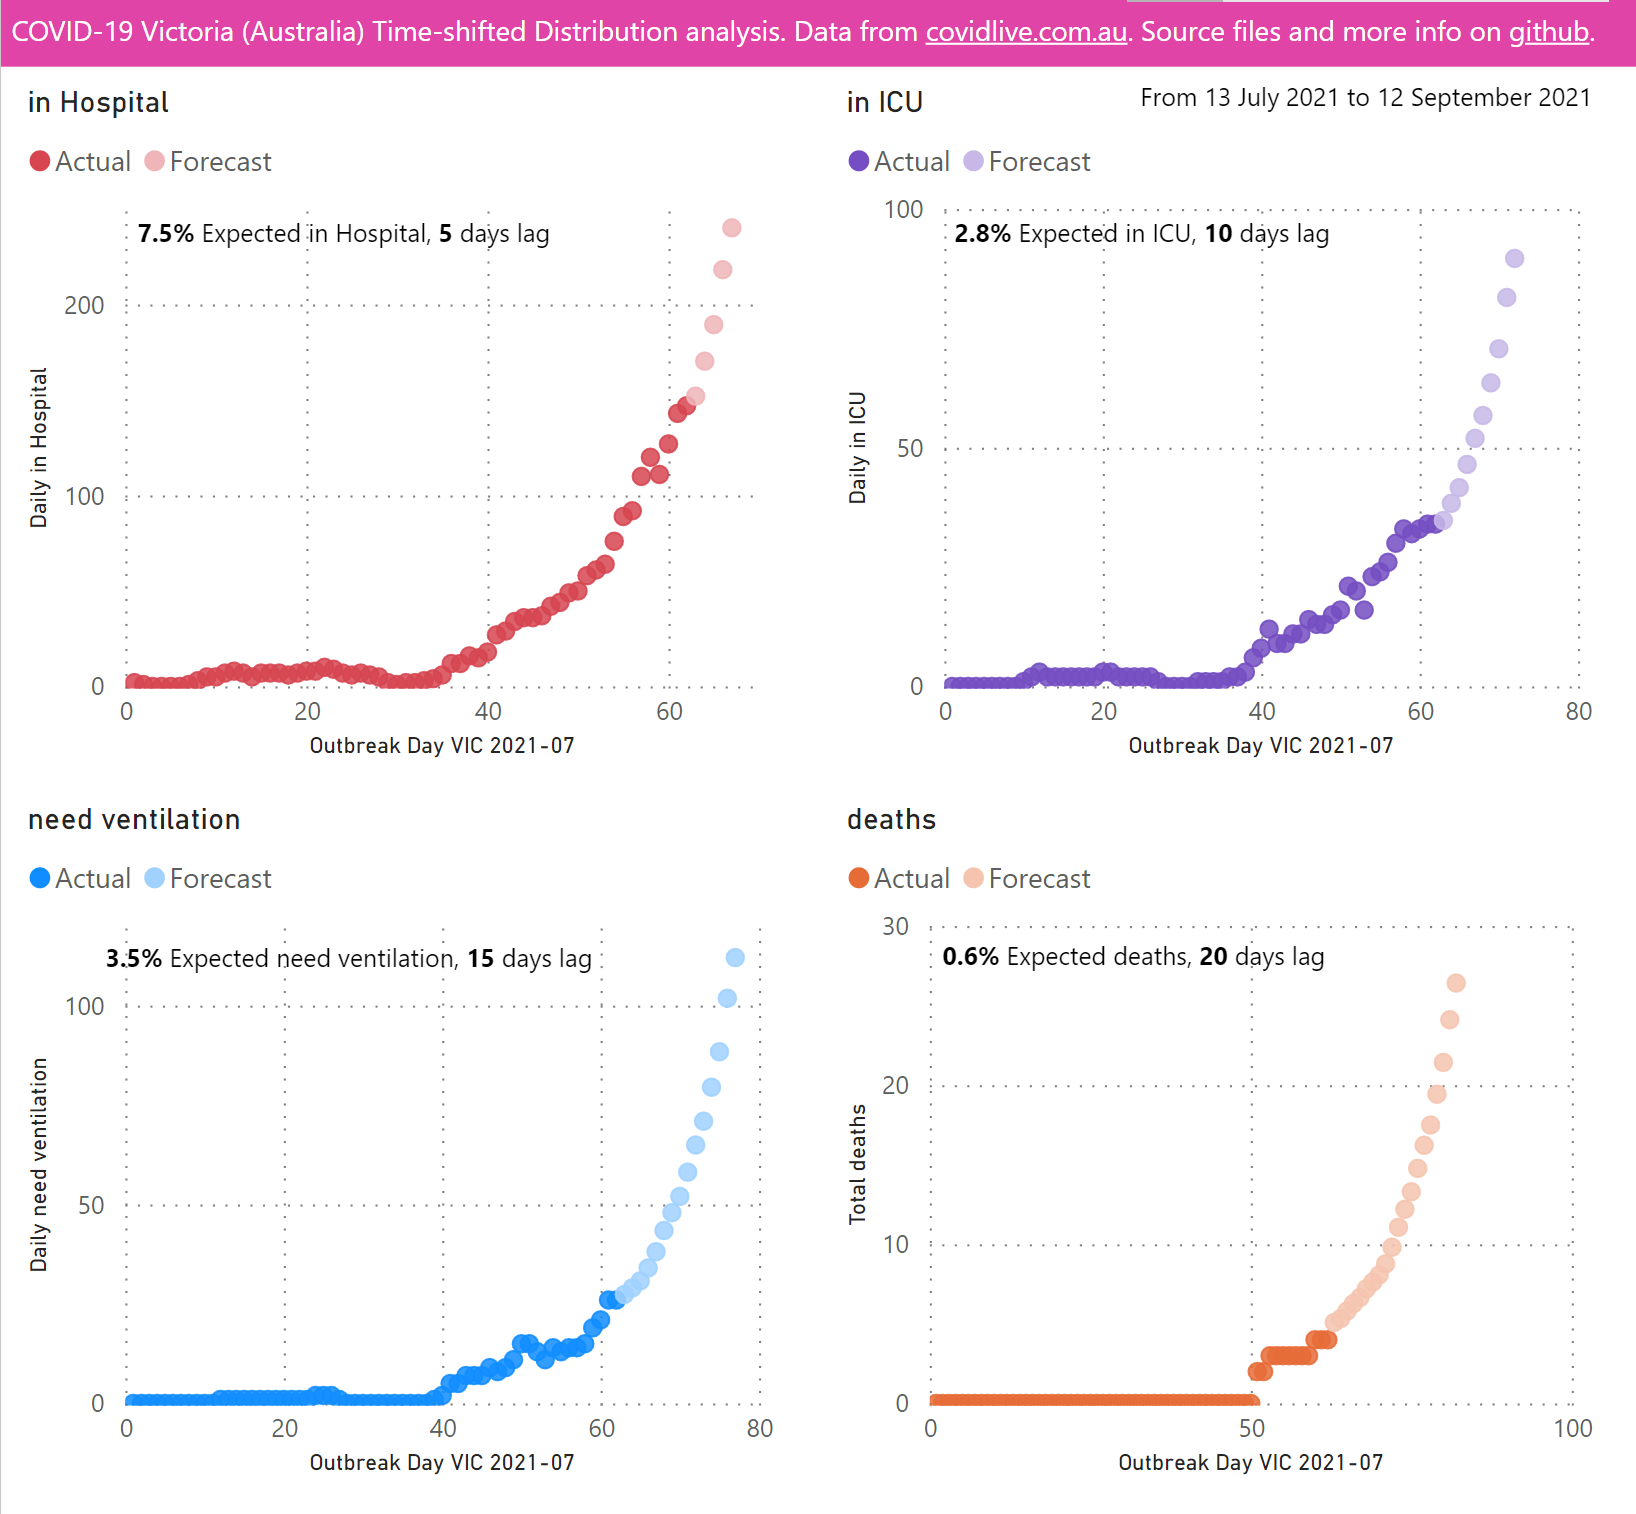 COVID-19 Victoria (Australia) Time-shifted Distribution analysis. Data from covidlive.com.au. Source files and more info on github.
From 13 July 2021 to 12 September 2021
in Hospital
Actual Forecast
7.5% Expected in Hospital, 5 days lag
Daily in Hospital
200
100
0
0 20 40 60
Outbreak Day VIC 2021-07
in ICU
Actual Forecast
2.8% Expected in ICU, 10 days lag
Daily in ICU
100
50
0
0 20 40 60 80
Outbreak Day VIC 2021-07
need ventilation
Actual Forecast
3.5% Expected need ventilation, 15 days lag
Daily need ventilation
100
50
0
0 20 40 60 80
Outbreak Day VIC 2021-07
deaths
Actual Forecast
0.6% Expected deaths, 20 days lag
Total deaths
30
20
10
0
0 50 100
Outbreak Day VIC 2021-07